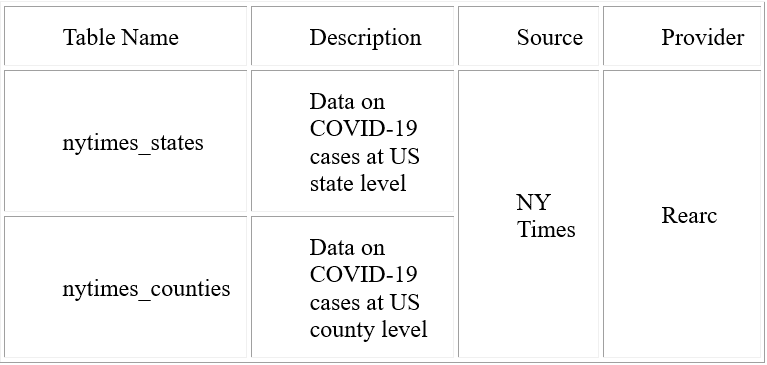 Table Name Description Source Provider
nytimes_states
Data on
COVID-19
cases at US
state level
NY
Times
Rearc
nytimes_counties
Data on
COVID-19
cases at US
county level